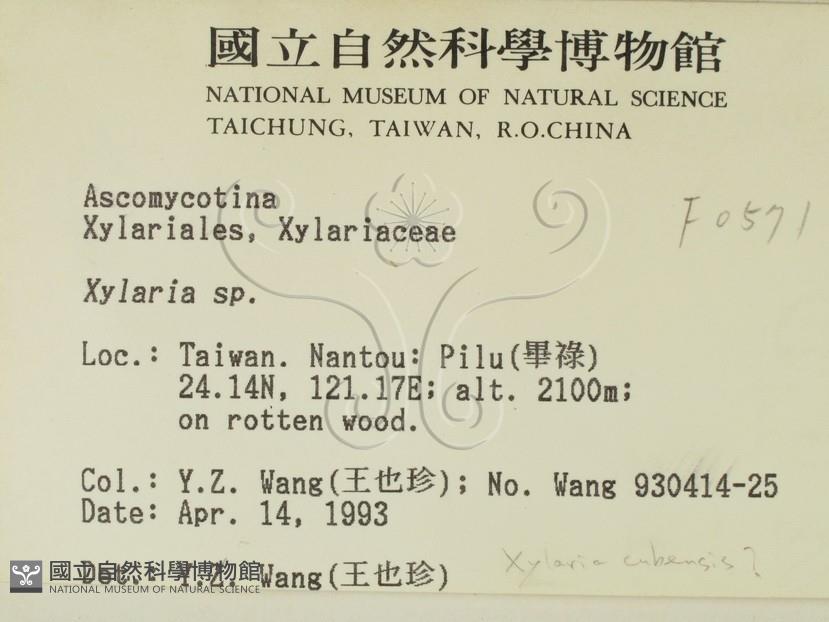 國立自然科學博物館
NATIONAL MUSEUM OF NATURAL SCIENCE
TAICHUNG, TAIWAN, R.O.CHINA
Ascomycotina
Xylariales, Xylariaceae
F0571
Xylaria sp.
Loc.: Taiwan. Nantou: Pilu(畢祿)
24.14N, 121.17E; alt. 2100m;
on rotten wood.
Col.: Y.Z. Wang(王也珍); No. Wang 930414-25
Date: Apr. 14, 1993
Det.: Y.Z. Wang(王也珍)
Xylaria cubensis?
國立自然科學博物館
NATIONAL MUSEUM OF NATURAL SCIENCE